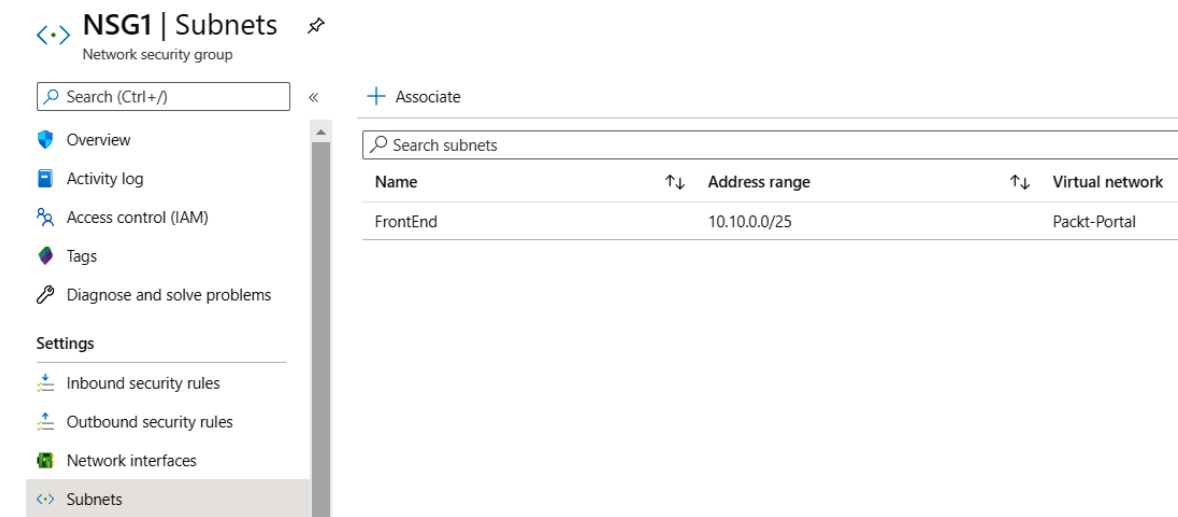 NSG1 | Subnets
Network security group
Search (Ctrl+/)
«
Overview
Activity log
Access control (IAM)
Tags
Diagnose and solve problems
Settings
Inbound security rules
Outbound security rules
Network interfaces
Subnets
+ Associate
Search subnets
Name ↑↓ Address range ↑↓ Virtual network
FrontEnd 10.10.0.0/25 Packt-Portal